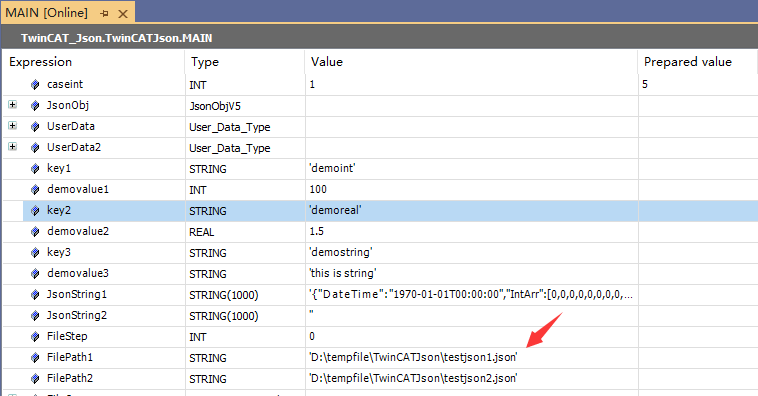 MAIN [Online]
TwinCAT_Json.TwinCATJson.MAIN
Expression Type Value Prepared value
caseint INT 1 5
JsonObj JsonObjV5
UserData User_Data_Type
UserData2 User_Data_Type
key1 STRING 'demoint'
demovalue1 INT 100
key2 STRING 'demoreal'
demovalue2 REAL 1.5
key3 STRING 'demostring'
demovalue3 STRING 'this is string'
JsonString1 STRING(1000) '{"DateTime":"1970-01-01T00:00:00","IntArr":[0,0,0,0,0,0,0,0,...
JsonString2 STRING(1000) ''
FileStep INT 0
FilePath1 STRING 'D:\tempfile\TwinCATJson\testjson1.json'
FilePath2 STRING 'D:\tempfile\TwinCATJson\testjson2.json'